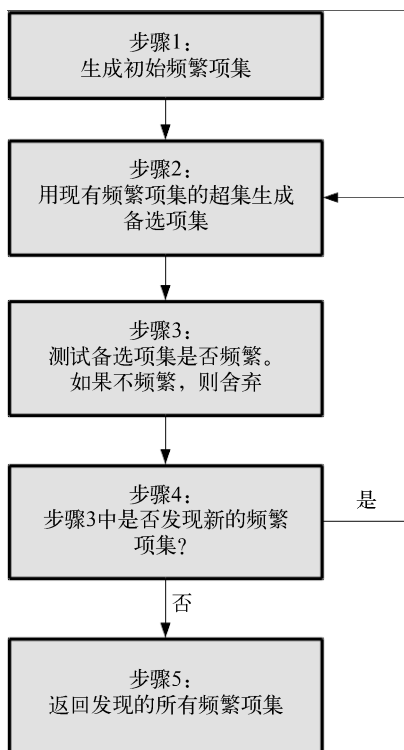 步骤1：
生成初始频繁项集
步骤2：
用现有频繁项集的超集生成
备选项集
步骤3：
测试备选项集是否频繁。
如果不频繁，则舍弃
步骤4：
步骤3中是否发现新的频繁
项集？
是
否
步骤5：
返回发现的所有频繁项集